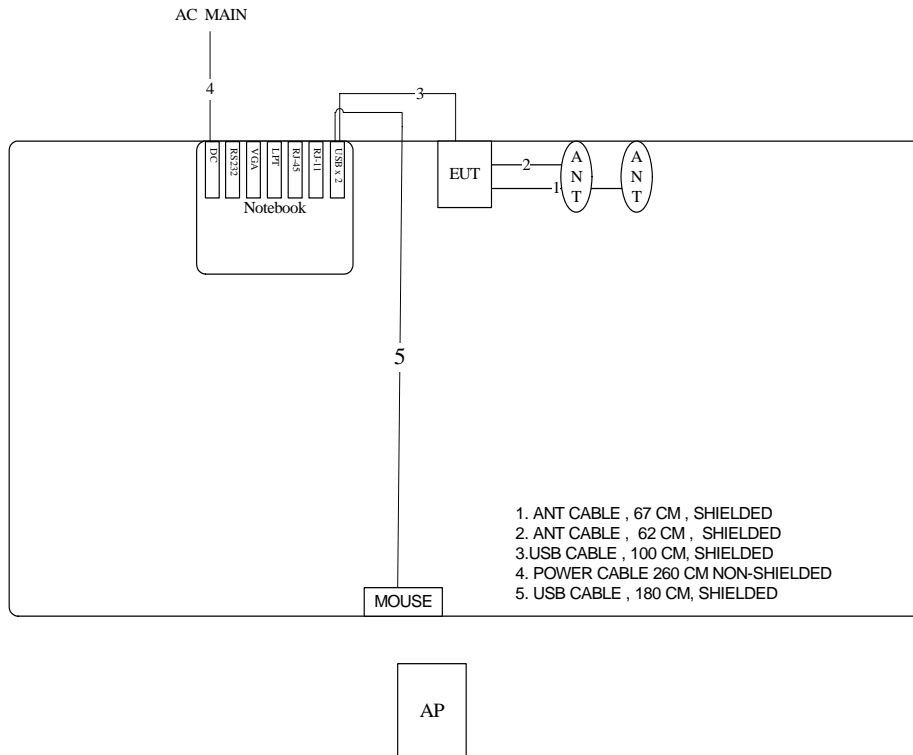 AC MAIN
4
3
DC
RS232
VGA
LPT
RJ-45
RJ-11
USB x 2
Notebook
EUT
2
1
ANT
ANT
5
1. ANT CABLE , 67 CM , SHIELDED
2. ANT CABLE , 62 CM , SHIELDED
3.USB CABLE , 100 CM, SHIELDED
4. POWER CABLE 260 CM NON-SHIELDED
5. USB CABLE , 180 CM, SHIELDED
MOUSE
AP